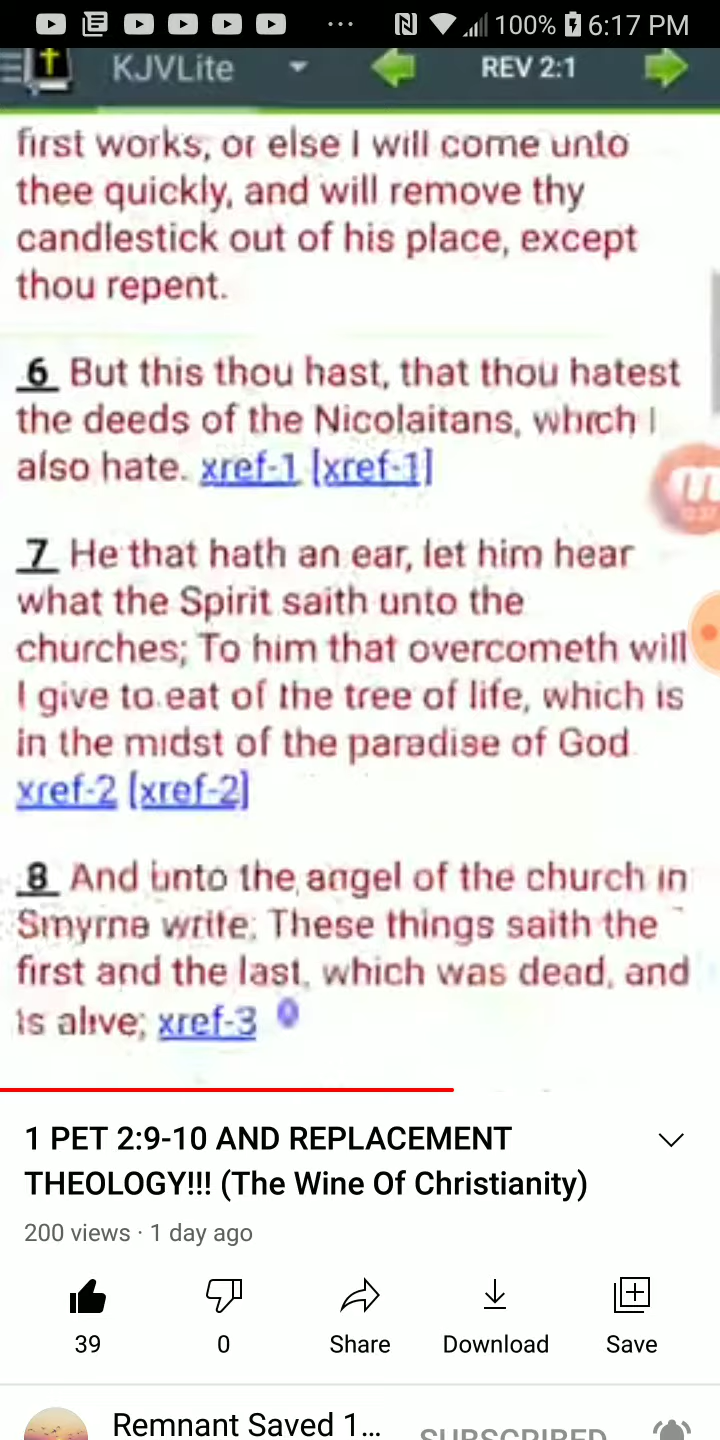 100% 6:17 PM
KJVLite REV 2:1
first works; or else I will come unto
thee quickly, and will remove thy
candlestick out of his place, except
thou repent.
6 But this thou hast, that thou hatest
the deeds of the Nicolaitans, which I
also hate. xref-1 [xref-1]
7 He that hath an ear, let him hear
what the Spirit saith unto the
churches; To him that overcometh will
I give to eat of the tree of life, which is
in the midst of the paradise of God
xref-2 [xref-2]
8 And unto the angel of the church in
Smyrna write; These things saith the
first and the last, which was dead, and
is alive; xref-3
1 PET 2:9-10 AND REPLACEMENT
THEOLOGY!!! (The Wine Of Christianity)
200 views · 1 day ago
39 0 Share Download Save
Remnant Saved 1... SUBSCRIBED